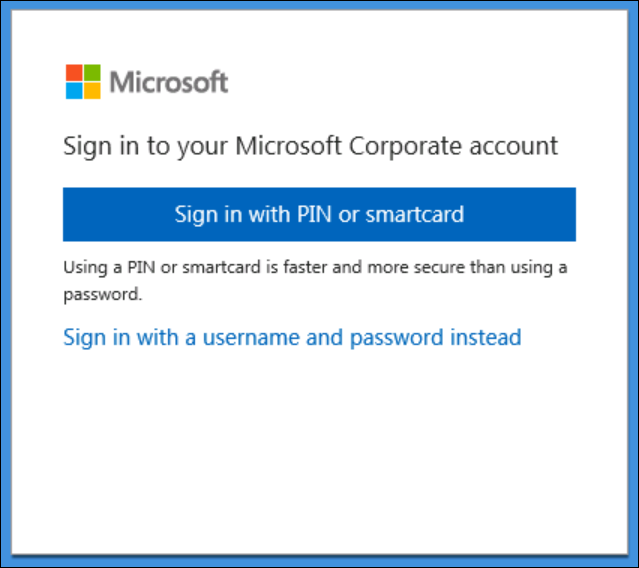 Microsoft
Sign in to your Microsoft Corporate account
Sign in with PIN or smartcard
Using a PIN or smartcard is faster and more secure than using a
password.
Sign in with a username and password instead